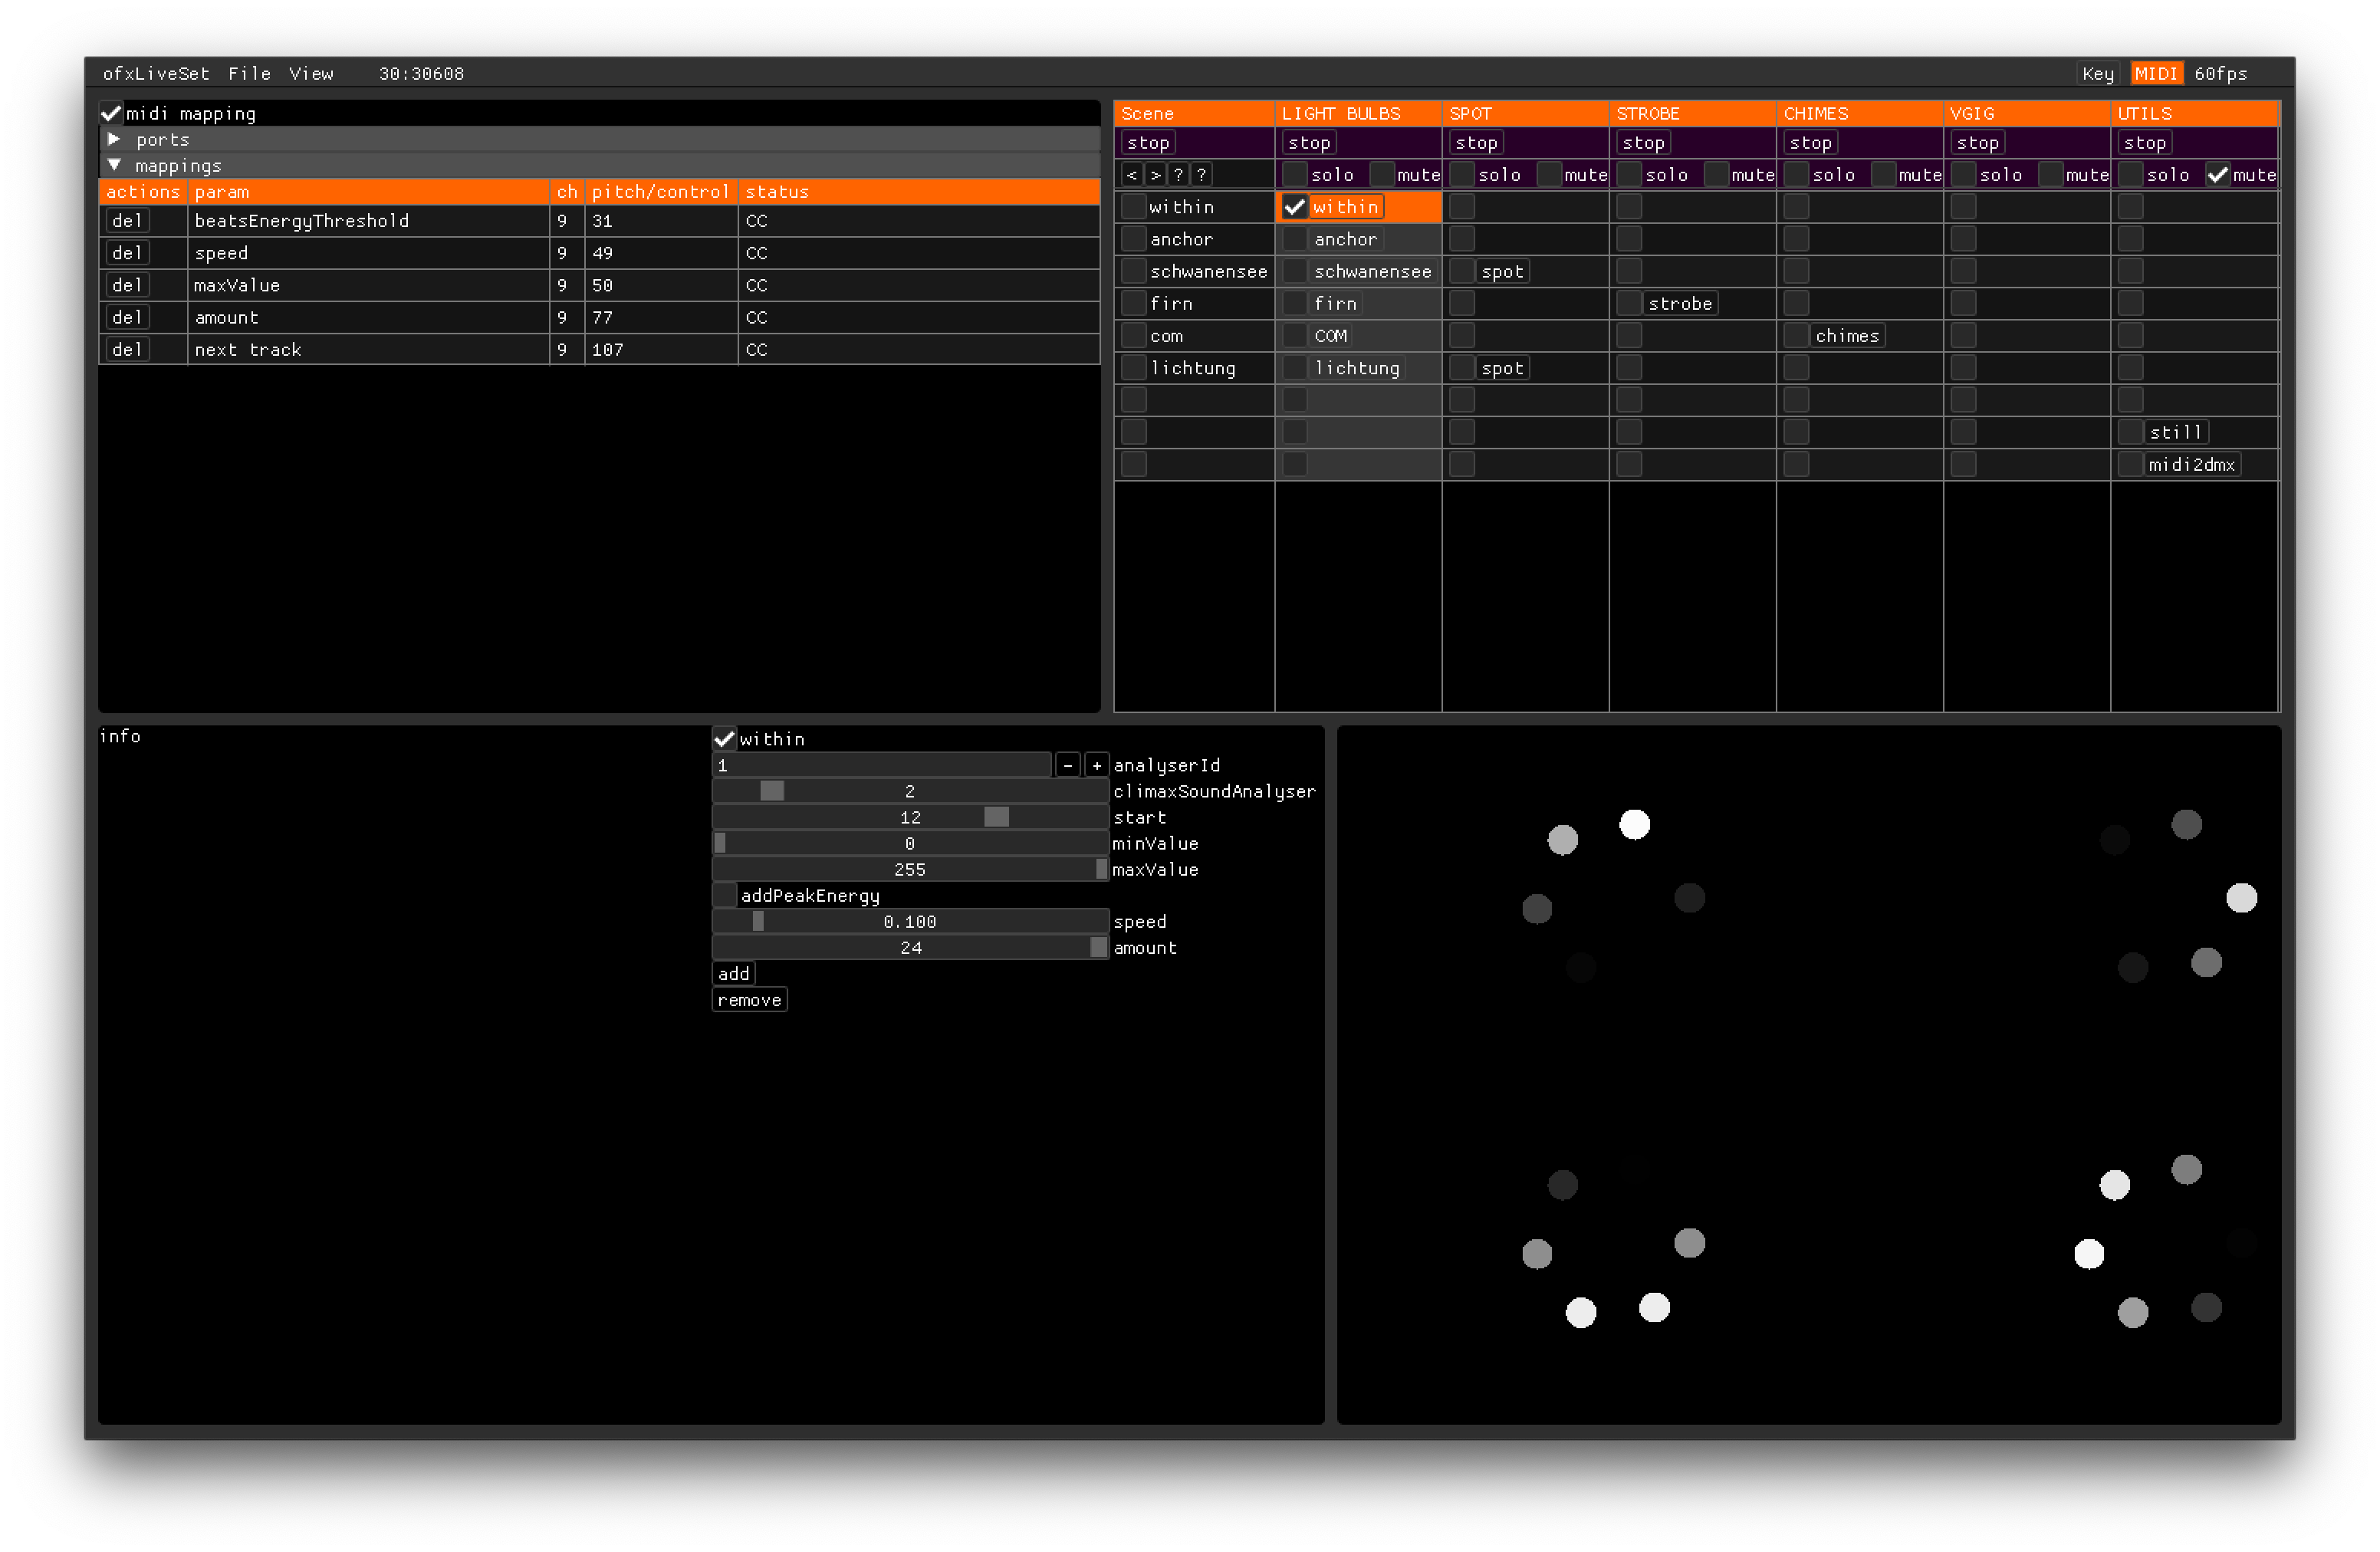 ofxLiveSet File View 30:30608 Key MIDI 60fps
midi mapping
ports
mappings
actions param ch pitch/control status
del beatsEnergyThreshold 9 31 CC
del speed 9 49 CC
del maxValue 9 50 CC
del amount 9 77 CC
del next track 9 107 CC
Scene LIGHT BULBS SPOT STROBE CHIMES VGIG UTILS
stop stop stop stop stop stop stop
< > ? ? solo mute solo mute solo mute solo mute solo mute solo mute
within within
anchor anchor
schwanensee schwanensee spot
firn firn strobe
com COM chimes
lichtung lichtung spot
still
midi2dmx
info
within
1 - + analyserId
2 climaxSoundAnalyser
12 start
0 minValue
255 maxValue
addPeakEnergy
0.100 speed
24 amount
add
remove